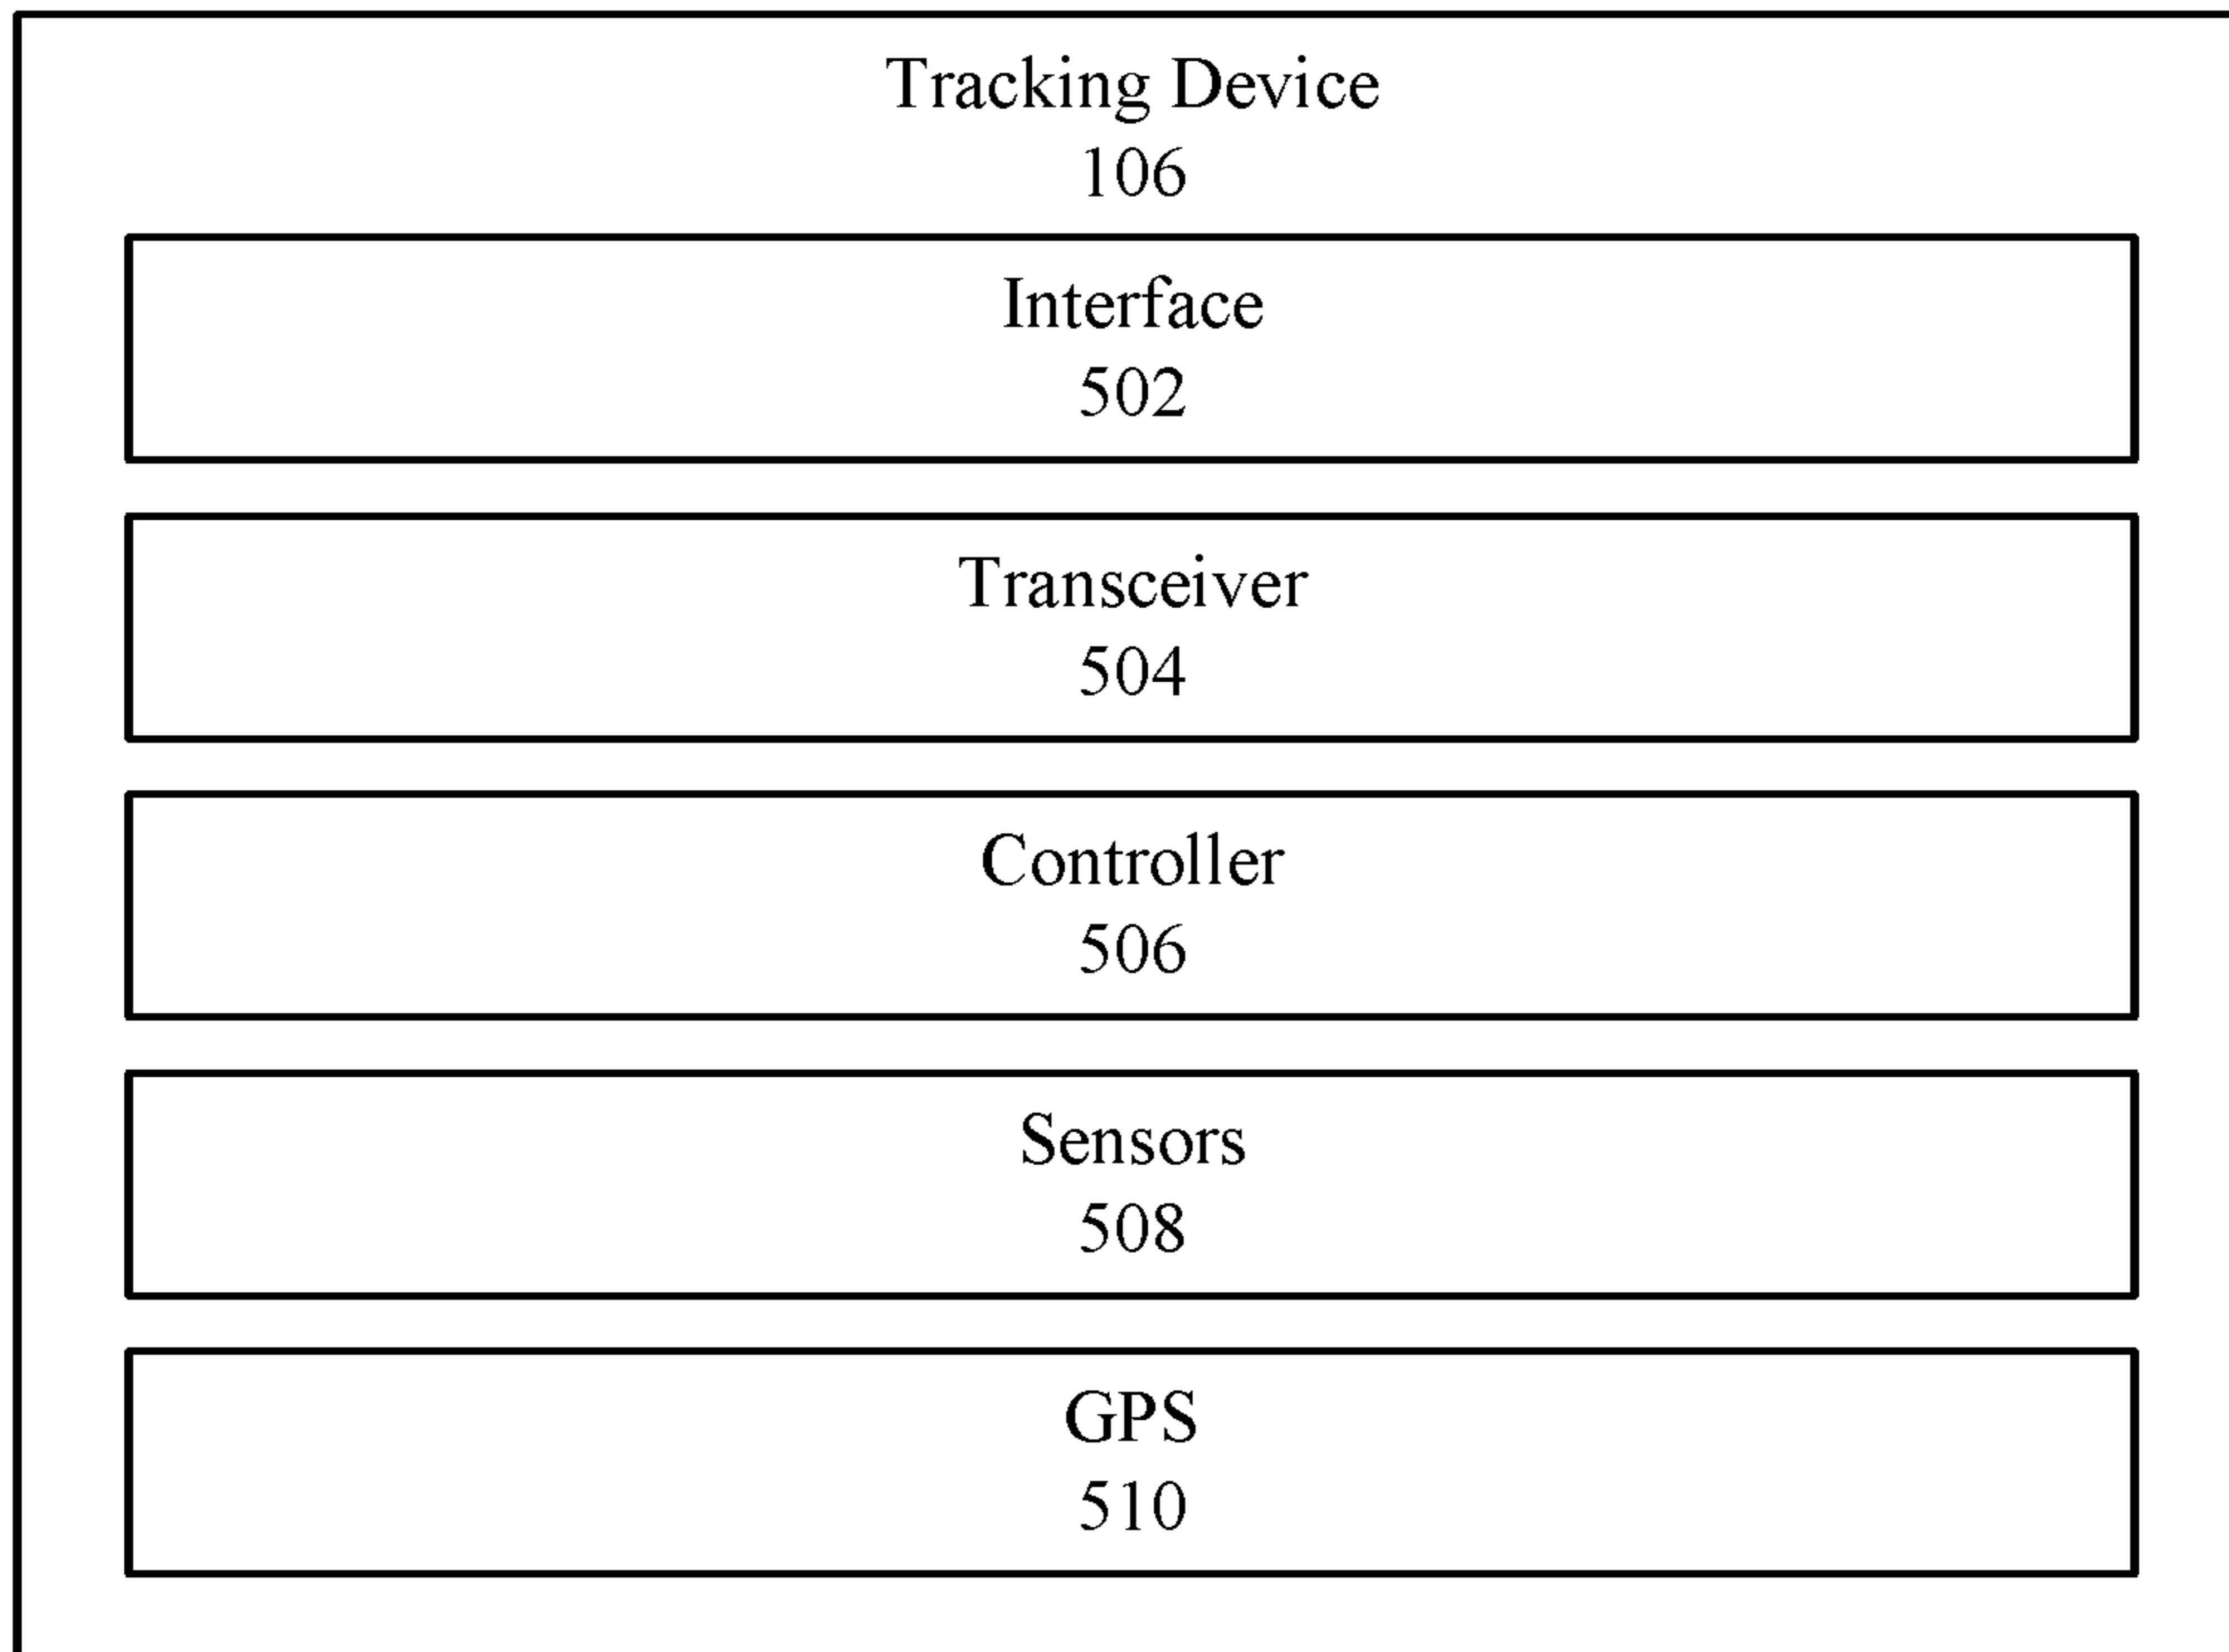 Tracking Device
106
Interface
502
Transceiver
504
Controller
506
Sensors
508
GPS
510